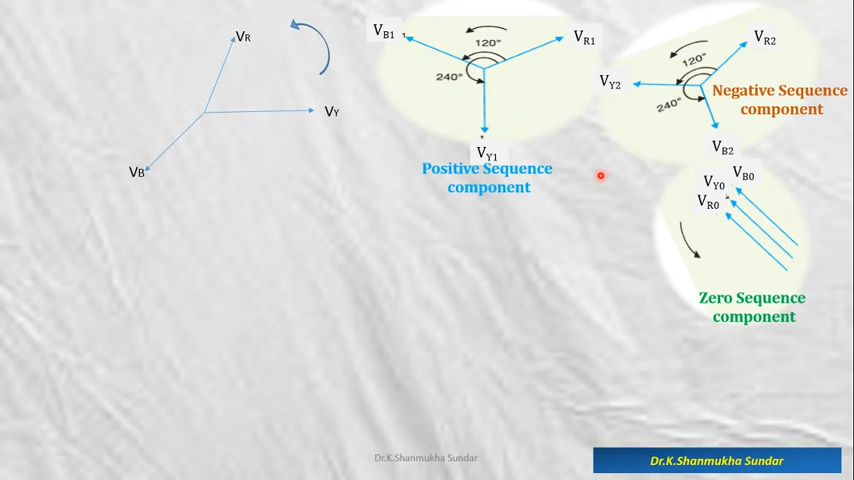 VR
VY
VB
VB1
VR1
120°
240°
VY1
Positive Sequence
component
VR2
120°
VY2
240°
Negative Sequence
component
VB2
VB0
VY0
VR0
Zero Sequence
component
Dr.K.Shanmukha Sundar
Dr.K.Shanmukha Sundar